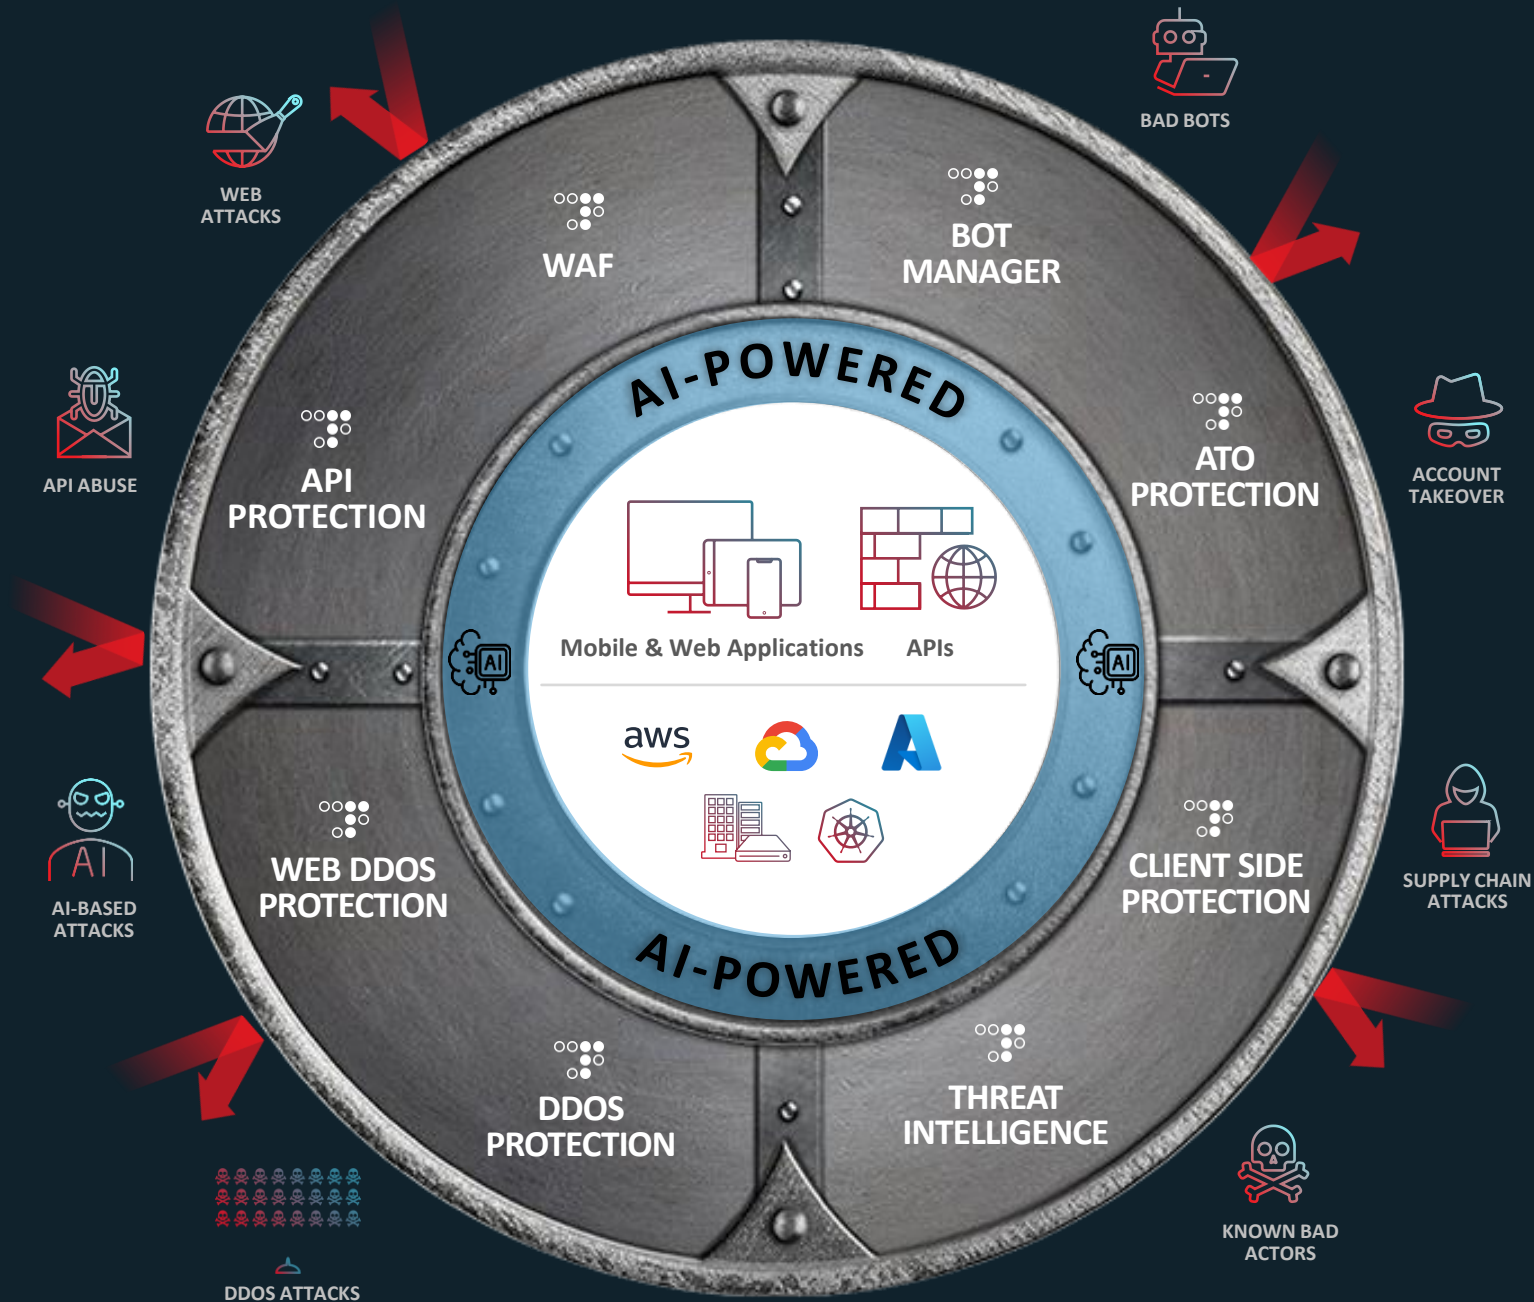 BAD BOTS
WEB
ATTACKS
WAF
BOT
MANAGER
AI-POWERED
API ABUSE
API
PROTECTION
ATO
PROTECTION
ACCOUNT
TAKEOVER
Mobile & Web Applications
APIs
AI
AI
aws
AI
AI-BASED
ATTACKS
WEB DDOS
PROTECTION
CLIENT SIDE
PROTECTION
SUPPLY CHAIN
ATTACKS
AI-POWERED
DDOS
PROTECTION
THREAT
INTELLIGENCE
KNOWN BAD
ACTORS
DDOS ATTACKS